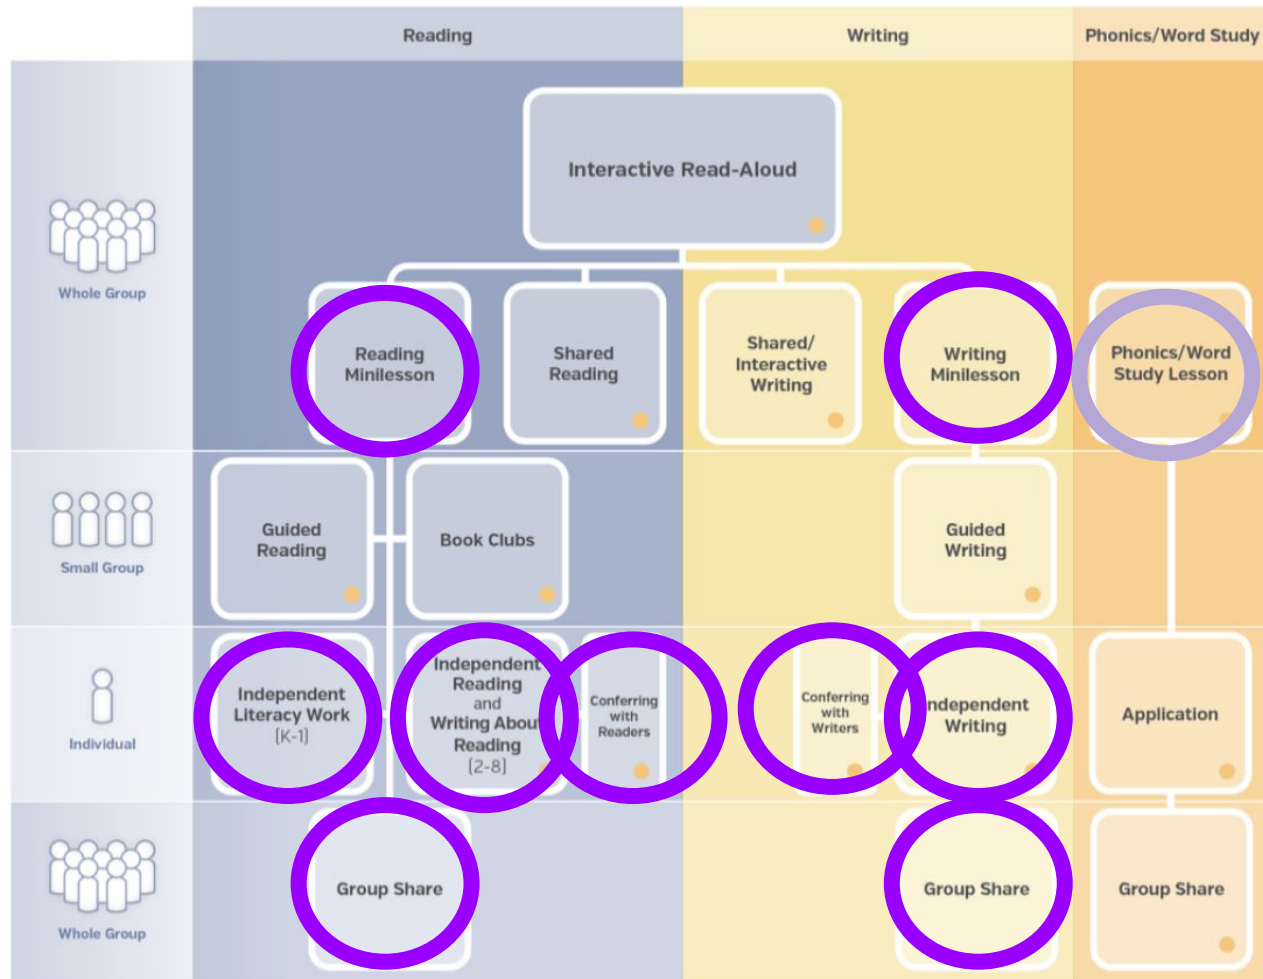 Reading
Writing
Phonics/Word Study
Interactive Read-Aloud
Whole Group
Reading
Minilesson
Shared
Reading
Shared/
Interactive
Writing
Writing
Minilesson
Phonics/Word
Study Lesson
Small Group
Guided
Reading
Book Clubs
Guided
Writing
Individual
Independent
Literacy Work
(K-1)
Independent
Reading
and
Writing About
Reading
(2-8)
Conferring
with
Readers
Conferring
with
Writers
Independent
Writing
Application
Whole Group
Group Share
Group Share
Group Share